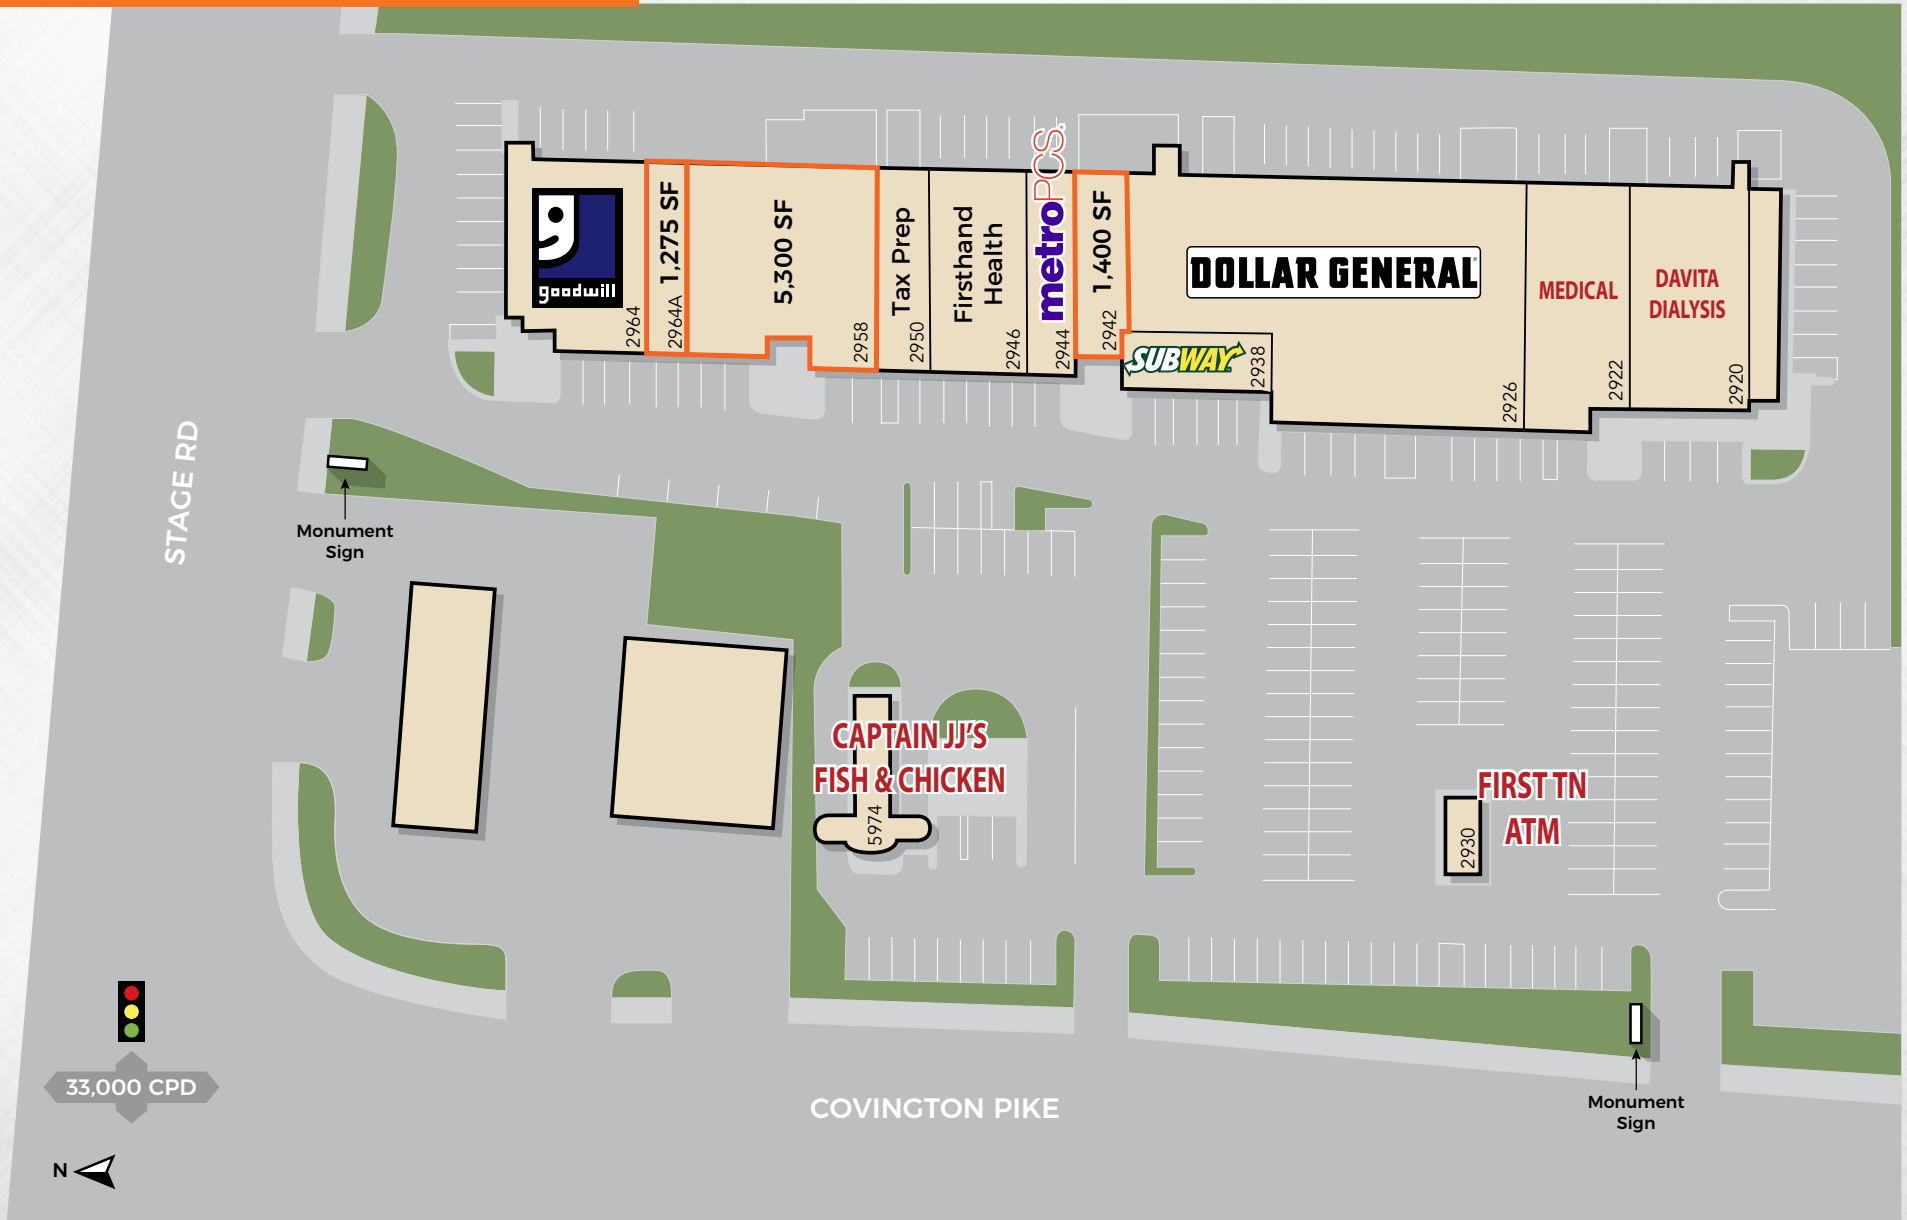 goodwill
2964
1,275 SF
2964A
5,300 SF
2958
Tax Prep
2950
Firsthand
Health
2946
metroPCS.
2944
1,400 SF
2942
SUBWAY
2938
DOLLAR GENERAL
2926
MEDICAL
2922
DAVITA
DIALYSIS
2920
STAGE RD
Monument
Sign
CAPTAIN JJ'S
FISH & CHICKEN
5974
FIRST TN
ATM
2930
33,000 CPD
COVINGTON PIKE
Monument
Sign
N